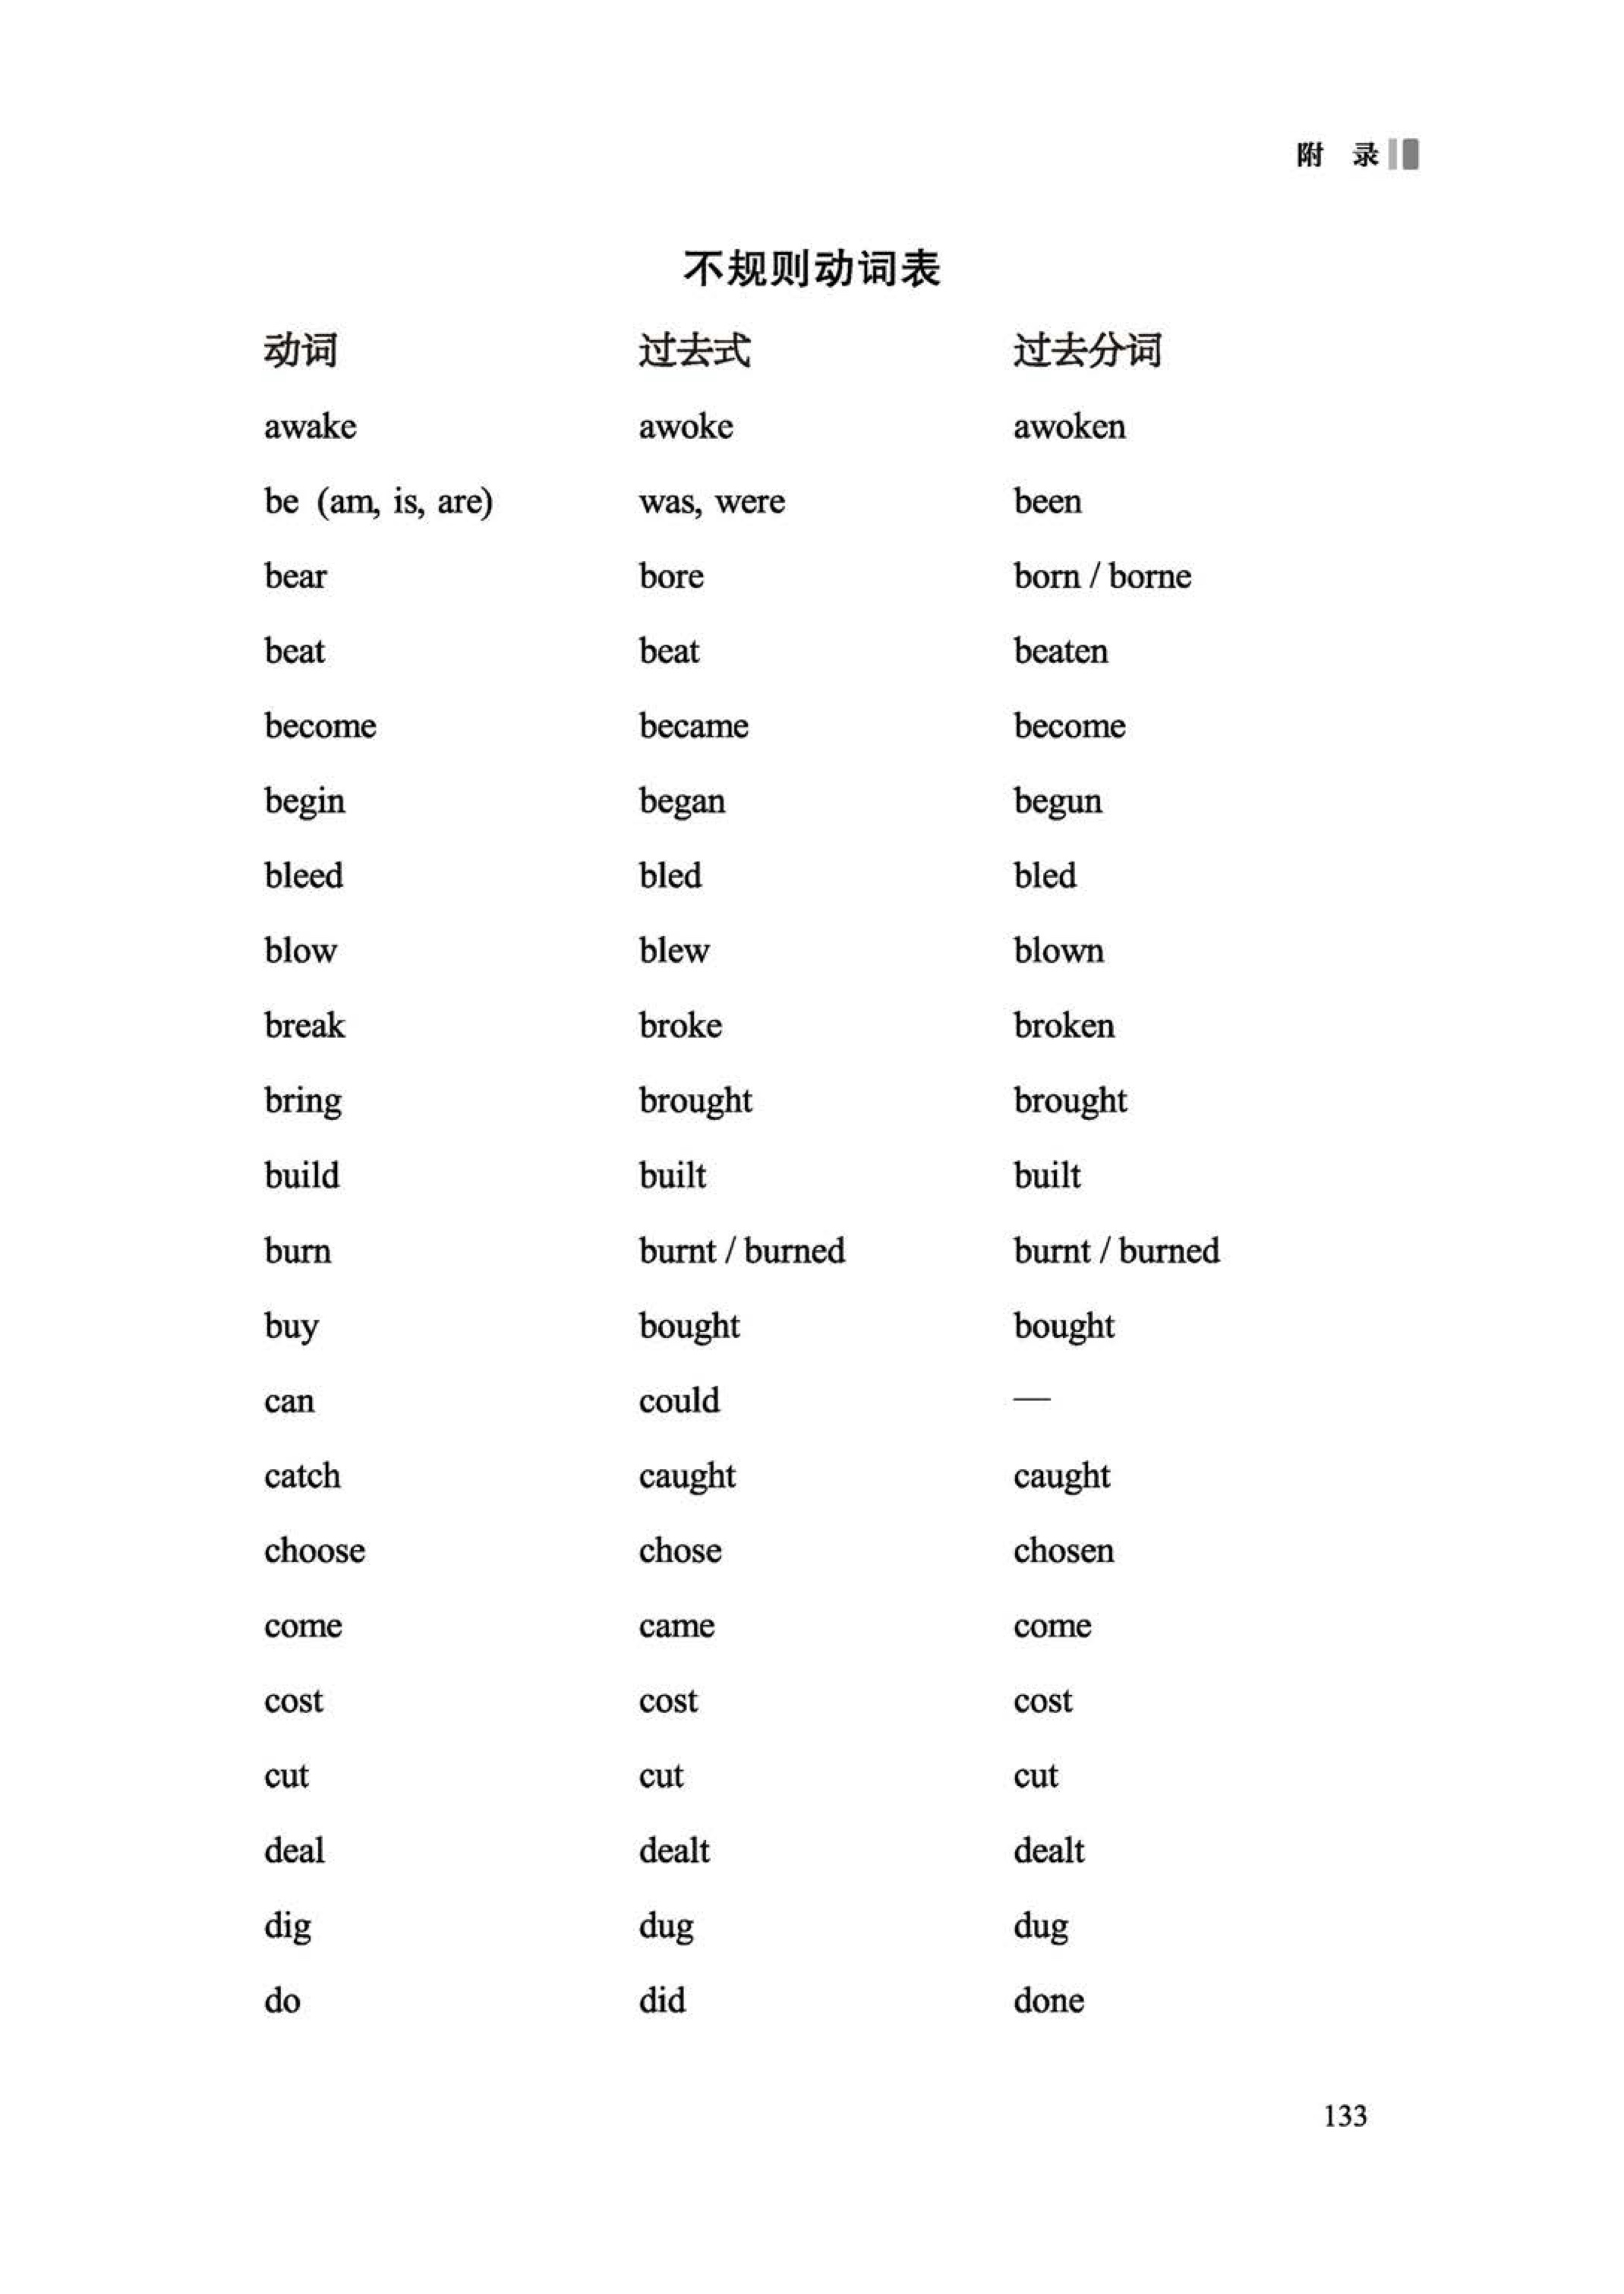 附 录
不规则动词表
动词 过去式 过去分词
awake awoke awoken
be (am, is, are) was, were been
bear bore born / borne
beat beat beaten
become became become
begin began begun
bleed bled bled
blow blew blown
break broke broken
bring brought brought
build built built
burn burnt / burned burnt / burned
buy bought bought
can could —
catch caught caught
choose chose chosen
come came come
cost cost cost
cut cut cut
deal dealt dealt
dig dug dug
do did done
133